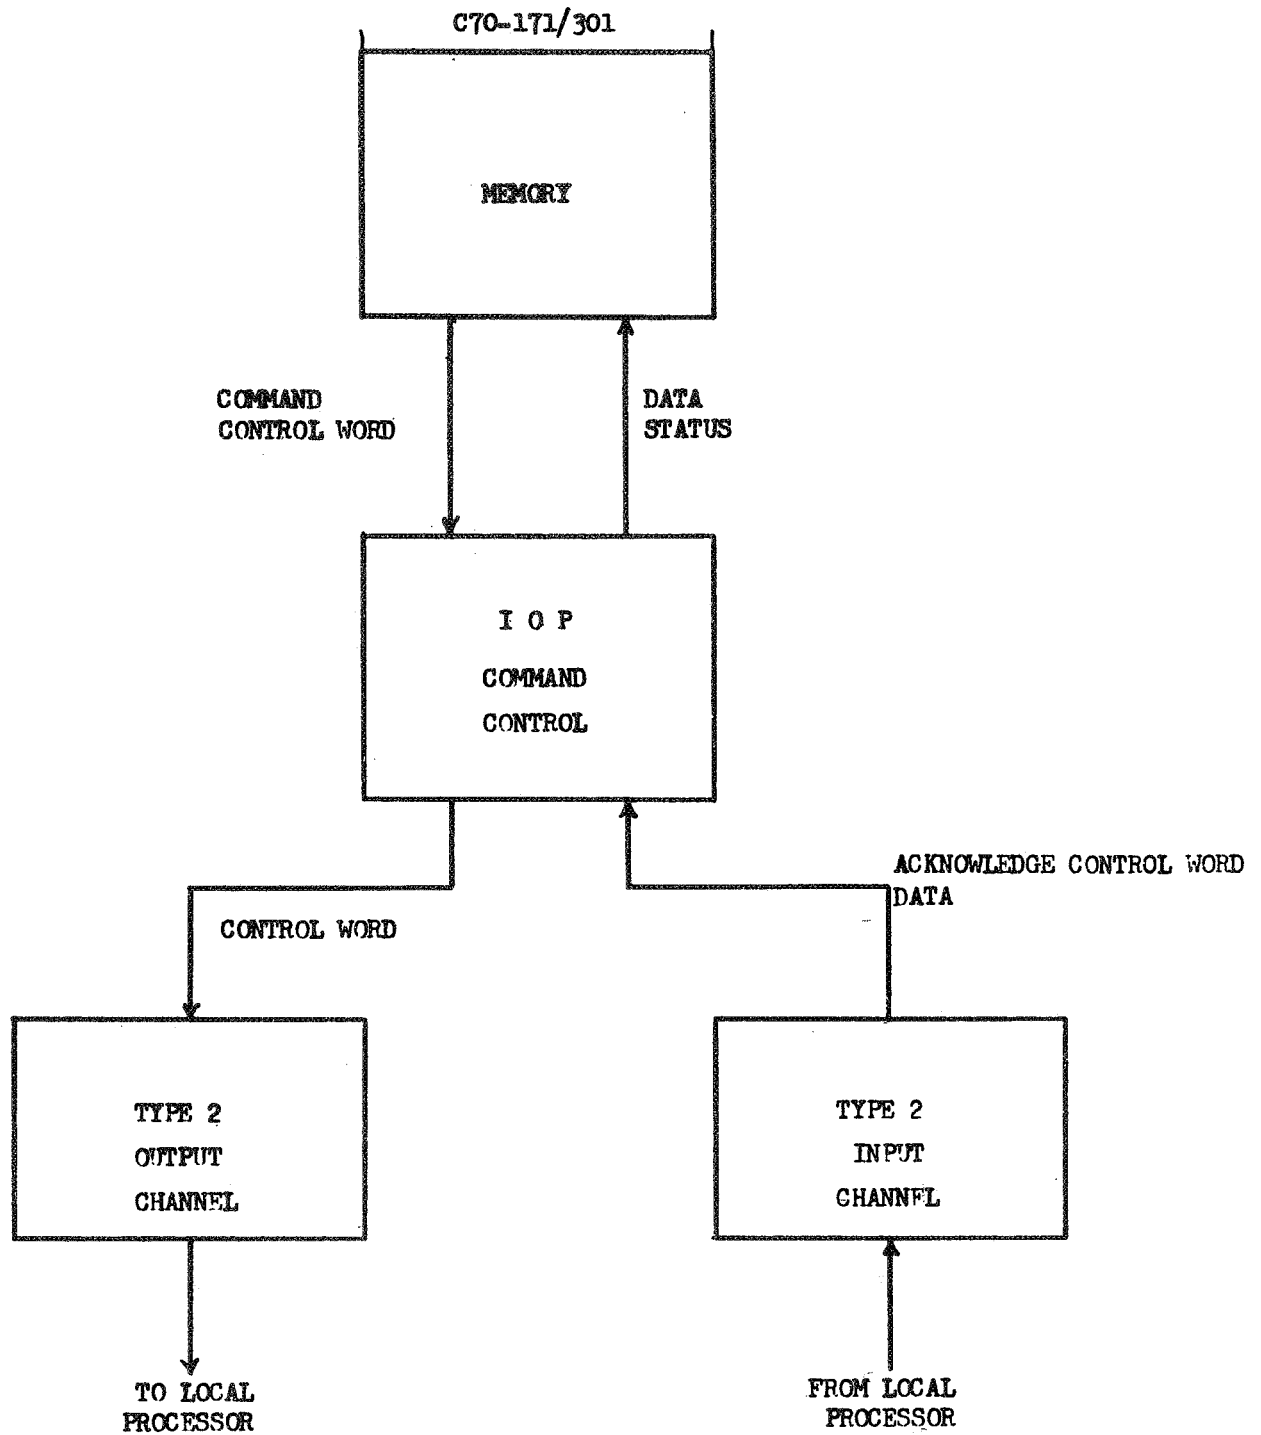 C70-171/301
MEMORY
COMMAND
CONTROL WORD
DATA
STATUS
I O P
COMMAND
CONTROL
ACKNOWLEDGE CONTROL WORD
DATA
CONTROL WORD
TYPE 2
OUTPUT
CHANNEL
TYPE 2
INPUT
CHANNEL
TO LOCAL
PROCESSOR
FROM LOCAL
PROCESSOR